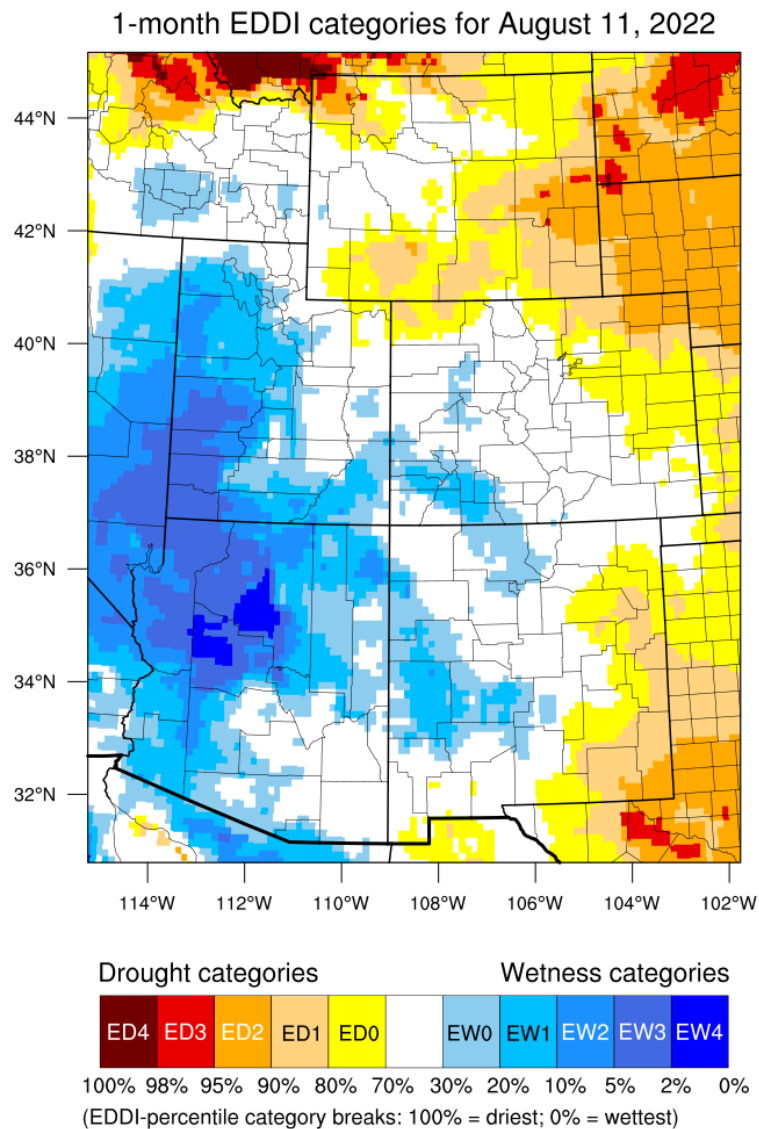 1-month EDDI categories for August 11, 2022
44°N
42°N
40°N
38°N
36°N
34°N
32°N
114°W 112°W 110°W 108°W 106°W 104°W 102°W
Drought categories Wetness categories
ED4 ED3 ED2 ED1 ED0 EW0 EW1 EW2 EW3 EW4
100% 98% 95% 90% 80% 70% 30% 20% 10% 5% 2% 0%
(EDDI-percentile category breaks: 100% = driest; 0% = wettest)